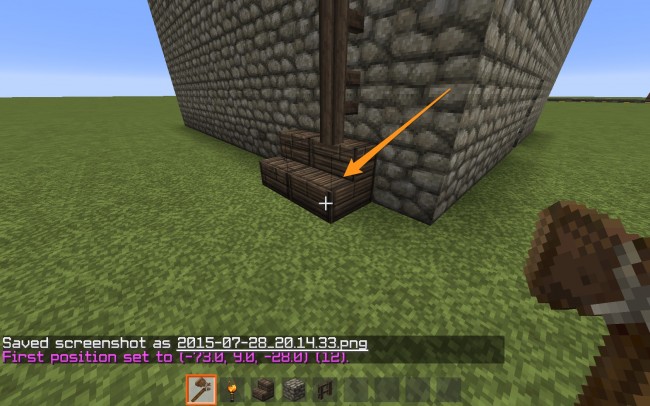 Saved screenshot as 2015-07-28_20.14.33.png
First position set to (-73.0, 9.0, -28.0) (12).